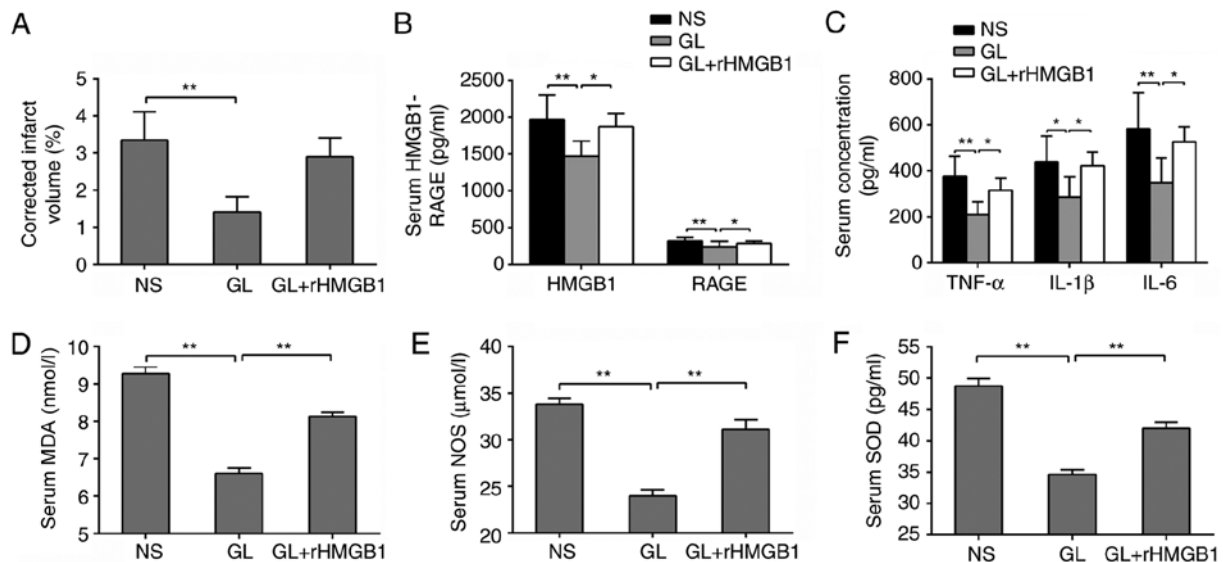 A
Corrected infarct
volume (%)
5
4
3
2
1
0
**
NS
GL
GL+rHMGB1
B
NS
GL
GL+rHMGB1
Serum HMGB1-
RAGE (pg/ml)
2500
2000
1500
1000
500
0
**
*
**
*
HMGB1
RAGE
C
NS
GL
GL+rHMGB1
Serum concentration
(pg/ml)
800
600
400
200
0
**
*
*
*
**
*
TNF-α
IL-1β
IL-6
D
Serum MDA (nmol/l)
10
9
8
7
6
5
**
**
NS
GL
GL+rHMGB1
E
Serum NOS (μmol/l)
40
35
30
25
20
**
**
NS
GL
GL+rHMGB1
F
Serum SOD (pg/ml)
55
50
45
40
35
30
25
**
**
NS
GL
GL+rHMGB1